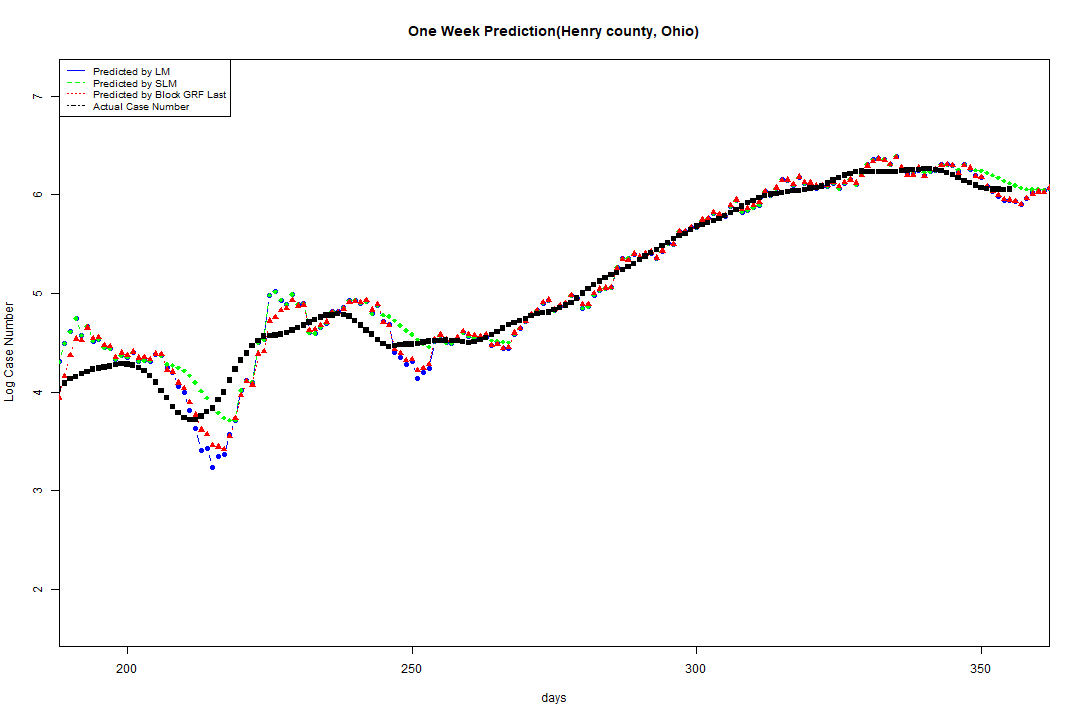 One Week Prediction(Henry county, Ohio)
Predicted by LM
Predicted by SLM
Predicted by Block GRF Last
Actual Case Number
7
6
5
4
3
2
Log Case Number
200 250 300 350
days